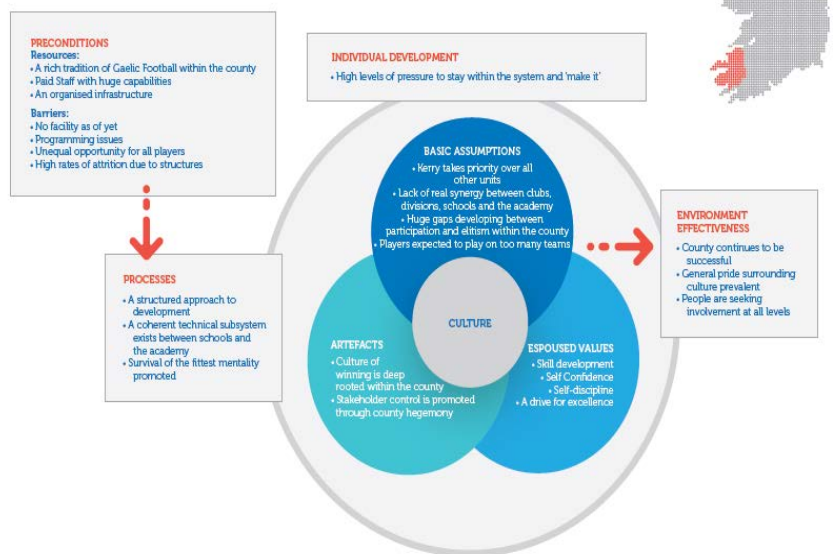 PRECONDITIONS
Resources:
• A rich tradition of Gaelic Football within the county
• Paid Staff with huge capabilities
• An organised infrastructure
Barriers:
• No facility as of yet
• Programming issues
• Unequal opportunity for all players
• High rates of attrition due to structures
INDIVIDUAL DEVELOPMENT
• High levels of pressure to stay within the system and 'make it'
PROCESSES
• A structured approach to
development
• A coherent technical subsystem
exists between schools and
the academy
• Survival of the fittest mentality
promoted
BASIC ASSUMPTIONS
• Kerry takes priority over all
other units
• Lack of real synergy between clubs,
divisions, schools and the academy
• Huge gaps developing between
participation and elitism within the county
• Players expected to play on too many teams
CULTURE
ARTEFACTS
• Culture of
winning is deep
rooted within the county
• Stakeholder control is promoted
through county hegemony
ESPOUSED VALUES
• Skill development
• Self Confidence
• Self-discipline
• A drive for excellence
ENVIRONMENT
EFFECTIVENESS
• County continues to be
successful
• General pride surrounding
culture prevalent
• People are seeking
involvement at all levels